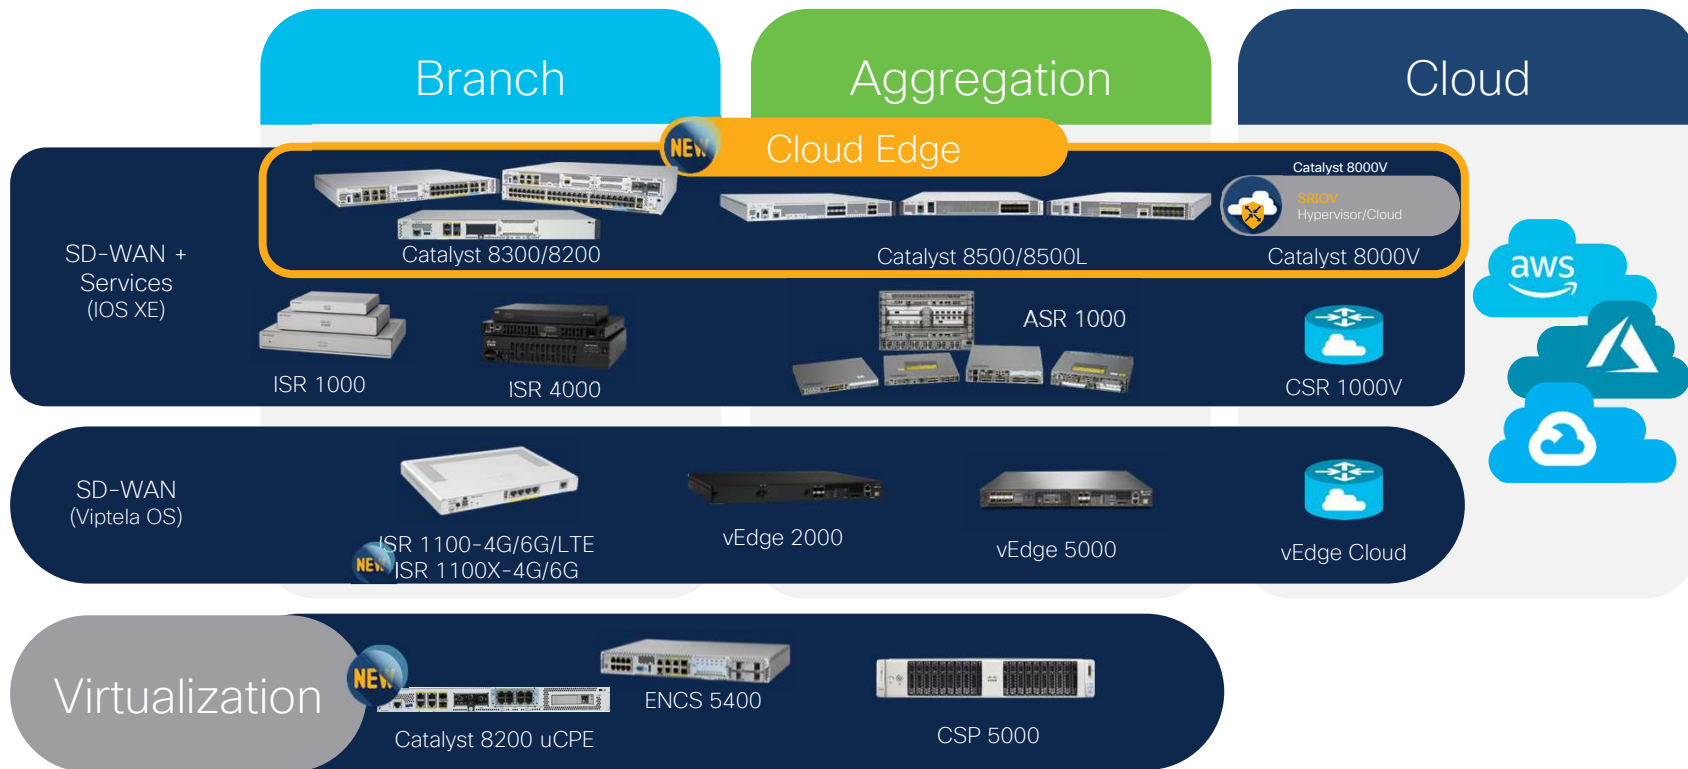 Branch
Aggregation
Cloud
NEW
Cloud Edge
Catalyst 8000V
SRIOV
Hypervisor/Cloud
Catalyst 8300/8200
Catalyst 8500/8500L
Catalyst 8000V
SD-WAN +
Services
(IOS XE)
aws
ASR 1000
ISR 1000
ISR 4000
CSR 1000V
SD-WAN
(Viptela OS)
ISR 1100-4G/6G/LTE
NEW
ISR 1100X-4G/6G
vEdge 2000
vEdge 5000
vEdge Cloud
Virtualization
NEW
Catalyst 8200 uCPE
ENCS 5400
CSP 5000